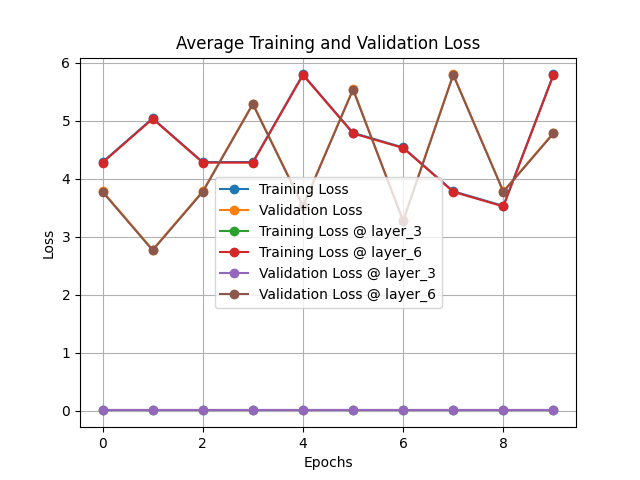 Average Training and Validation Loss
6
5
4
3
2
1
0
Loss
Training Loss
Validation Loss
Training Loss @ layer_3
Training Loss @ layer_6
Validation Loss @ layer_3
Validation Loss @ layer_6
0 2 4 6 8
Epochs